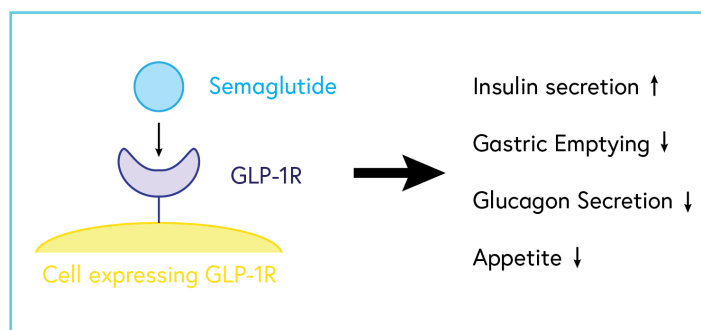 Semaglutide
GLP-1R
Cell expressing GLP-1R
Insulin secretion ↑
Gastric Emptying ↓
Glucagon Secretion ↓
Appetite ↓